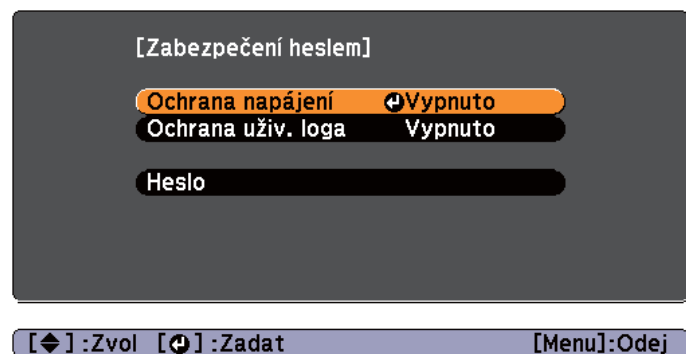 [Zabezpečení heslem]
Ochrana napájení Vypnuto
Ochrana uživ. loga Vypnuto
Heslo
[◆] :Zvol [⏎] :Zadat [Menu]:Odej